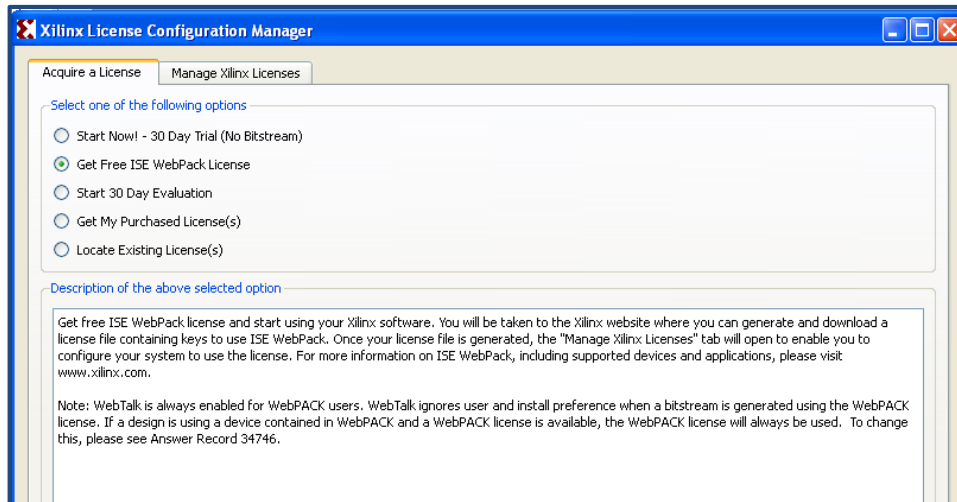 Xilinx License Configuration Manager
Acquire a License
Manage Xilinx Licenses
Select one of the following options
Start Now! - 30 Day Trial (No Bitstream)
Get Free ISE WebPack License
Start 30 Day Evaluation
Get My Purchased License(s)
Locate Existing License(s)
Description of the above selected option
Get free ISE WebPack license and start using your Xilinx software. You will be taken to the Xilinx website where you can generate and download a
license file containing keys to use ISE WebPack. Once your license file is generated, the "Manage Xilinx Licenses" tab will open to enable you to
configure your system to use the license. For more information on ISE WebPack, including supported devices and applications, please visit
www.xilinx.com.
Note: WebTalk is always enabled for WebPACK users. WebTalk ignores user and install preference when a bitstream is generated using the WebPACK
license. If a design is using a device contained in WebPACK and a WebPACK license is available, the WebPACK license will always be used. To change
this, please see Answer Record 34746.